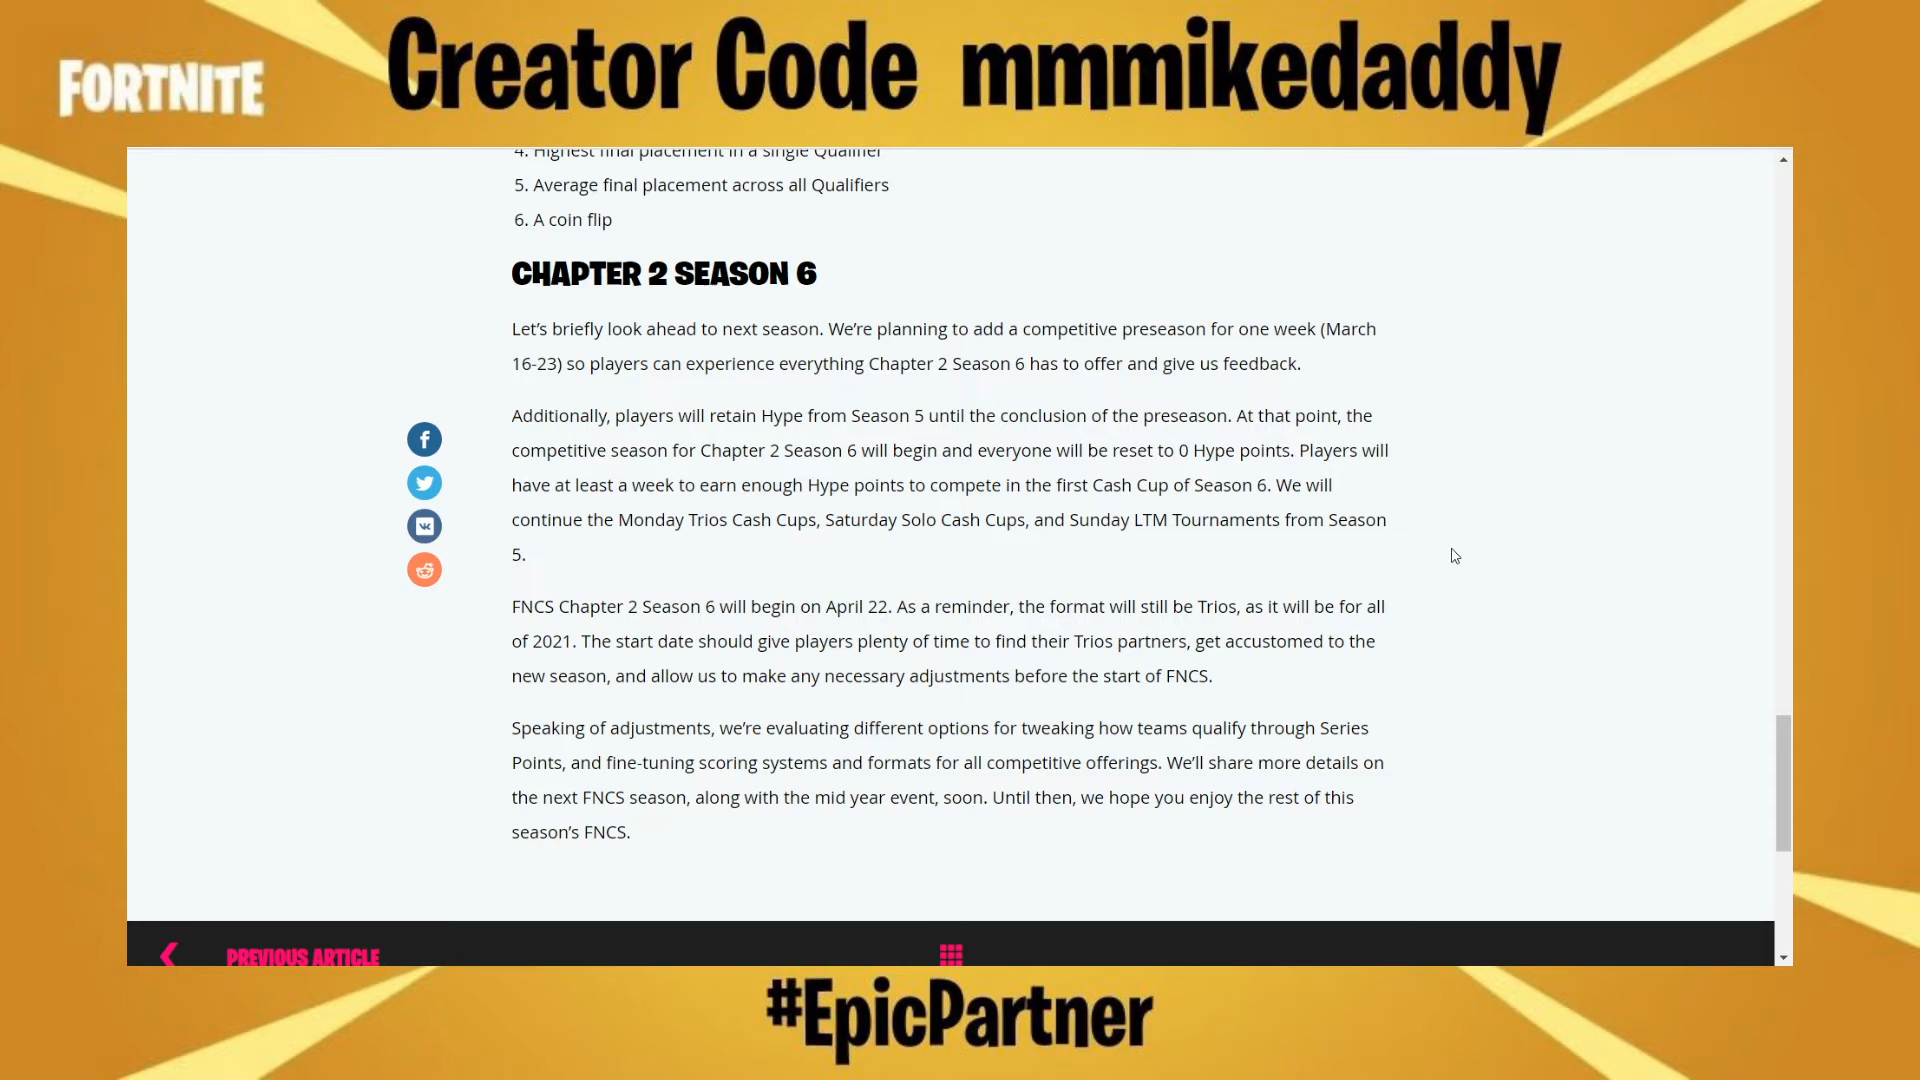 FORTNITE
Creator Code mmmikedaddy
4. Highest final placement in a single Qualifier
5. Average final placement across all Qualifiers
6. A coin flip
CHAPTER 2 SEASON 6
Let’s briefly look ahead to next season. We’re planning to add a competitive preseason for one week (March
16-23) so players can experience everything Chapter 2 Season 6 has to offer and give us feedback.
Additionally, players will retain Hype from Season 5 until the conclusion of the preseason. At that point, the
competitive season for Chapter 2 Season 6 will begin and everyone will be reset to 0 Hype points. Players will
have at least a week to earn enough Hype points to compete in the first Cash Cup of Season 6. We will
continue the Monday Trios Cash Cups, Saturday Solo Cash Cups, and Sunday LTM Tournaments from Season
5.
FNCS Chapter 2 Season 6 will begin on April 22. As a reminder, the format will still be Trios, as it will be for all
of 2021. The start date should give players plenty of time to find their Trios partners, get accustomed to the
new season, and allow us to make any necessary adjustments before the start of FNCS.
Speaking of adjustments, we’re evaluating different options for tweaking how teams qualify through Series
Points, and fine-tuning scoring systems and formats for all competitive offerings. We’ll share more details on
the next FNCS season, along with the mid year event, soon. Until then, we hope you enjoy the rest of this
season’s FNCS.
PREVIOUS ARTICLE
#EpicPartner